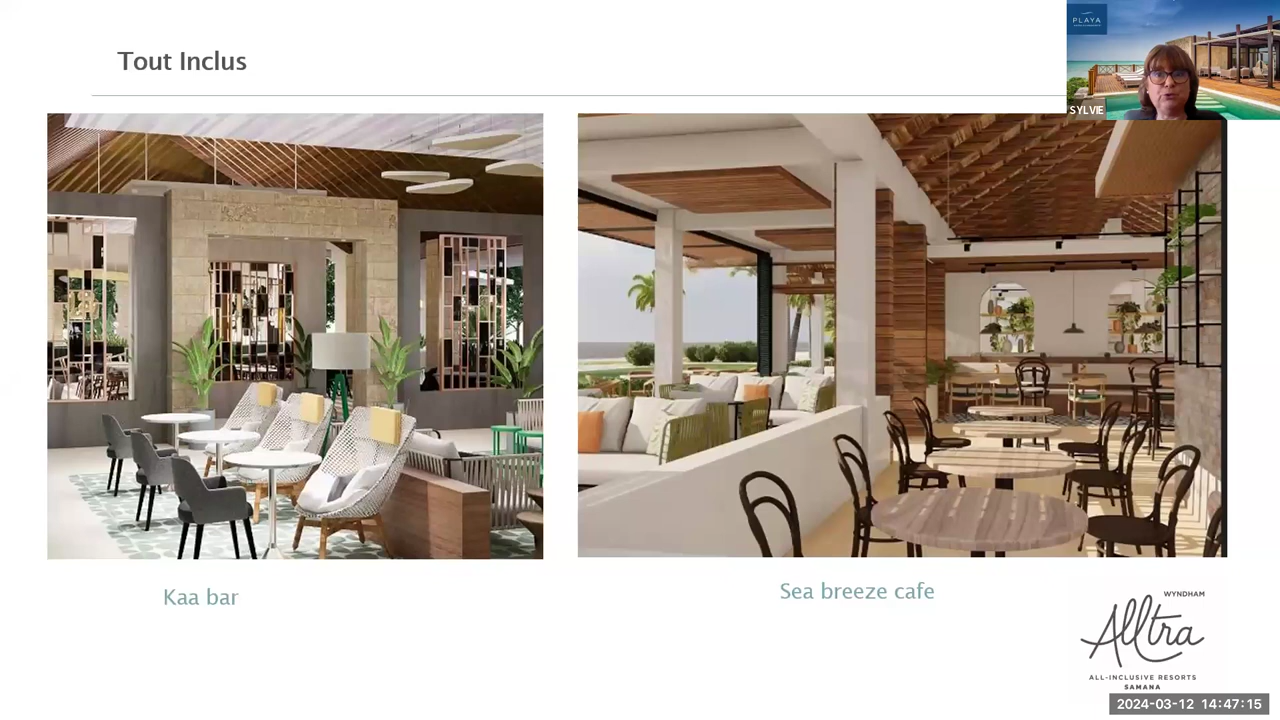 Tout Inclus
PLAYA
SYLVIE
Kaa bar
Sea breeze cafe
WYNDHAM
Alltra
ALL-INCLUSIVE RESORTS
SAMANA
2024-03-12 14:47:15